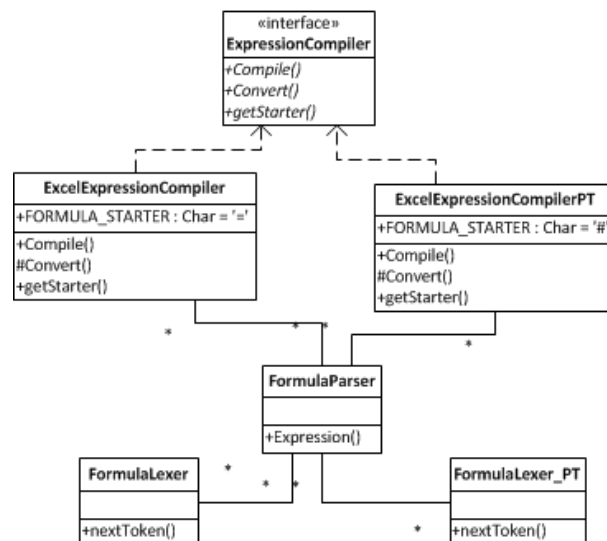 «interface»
ExpressionCompiler
+Compile()
+Convert()
+getStarter()
ExcelExpressionCompiler
+FORMULA_STARTER : Char = '='
+Compile()
#Convert()
+getStarter()
ExcelExpressionCompilerPT
+FORMULA_STARTER : Char = '#'
+Compile()
#Convert()
+getStarter()
*
*
*
*
FormulaParser
+Expression()
FormulaLexer
+nextToken()
*
*
*
*
FormulaLexer_PT
+nextToken()